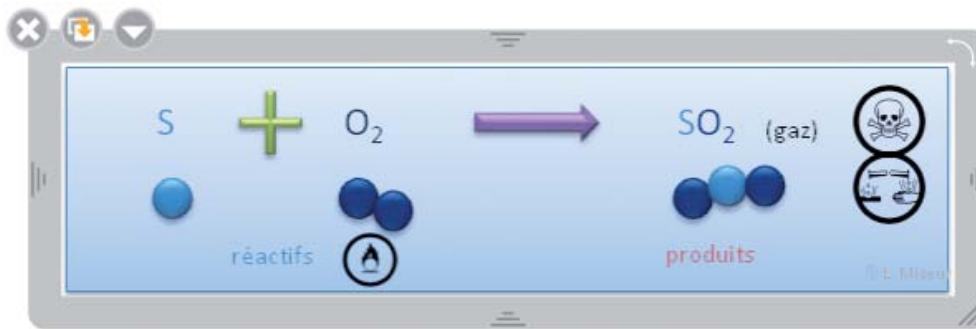 S + O₂ → SO₂ (gaz)
réactifs produits